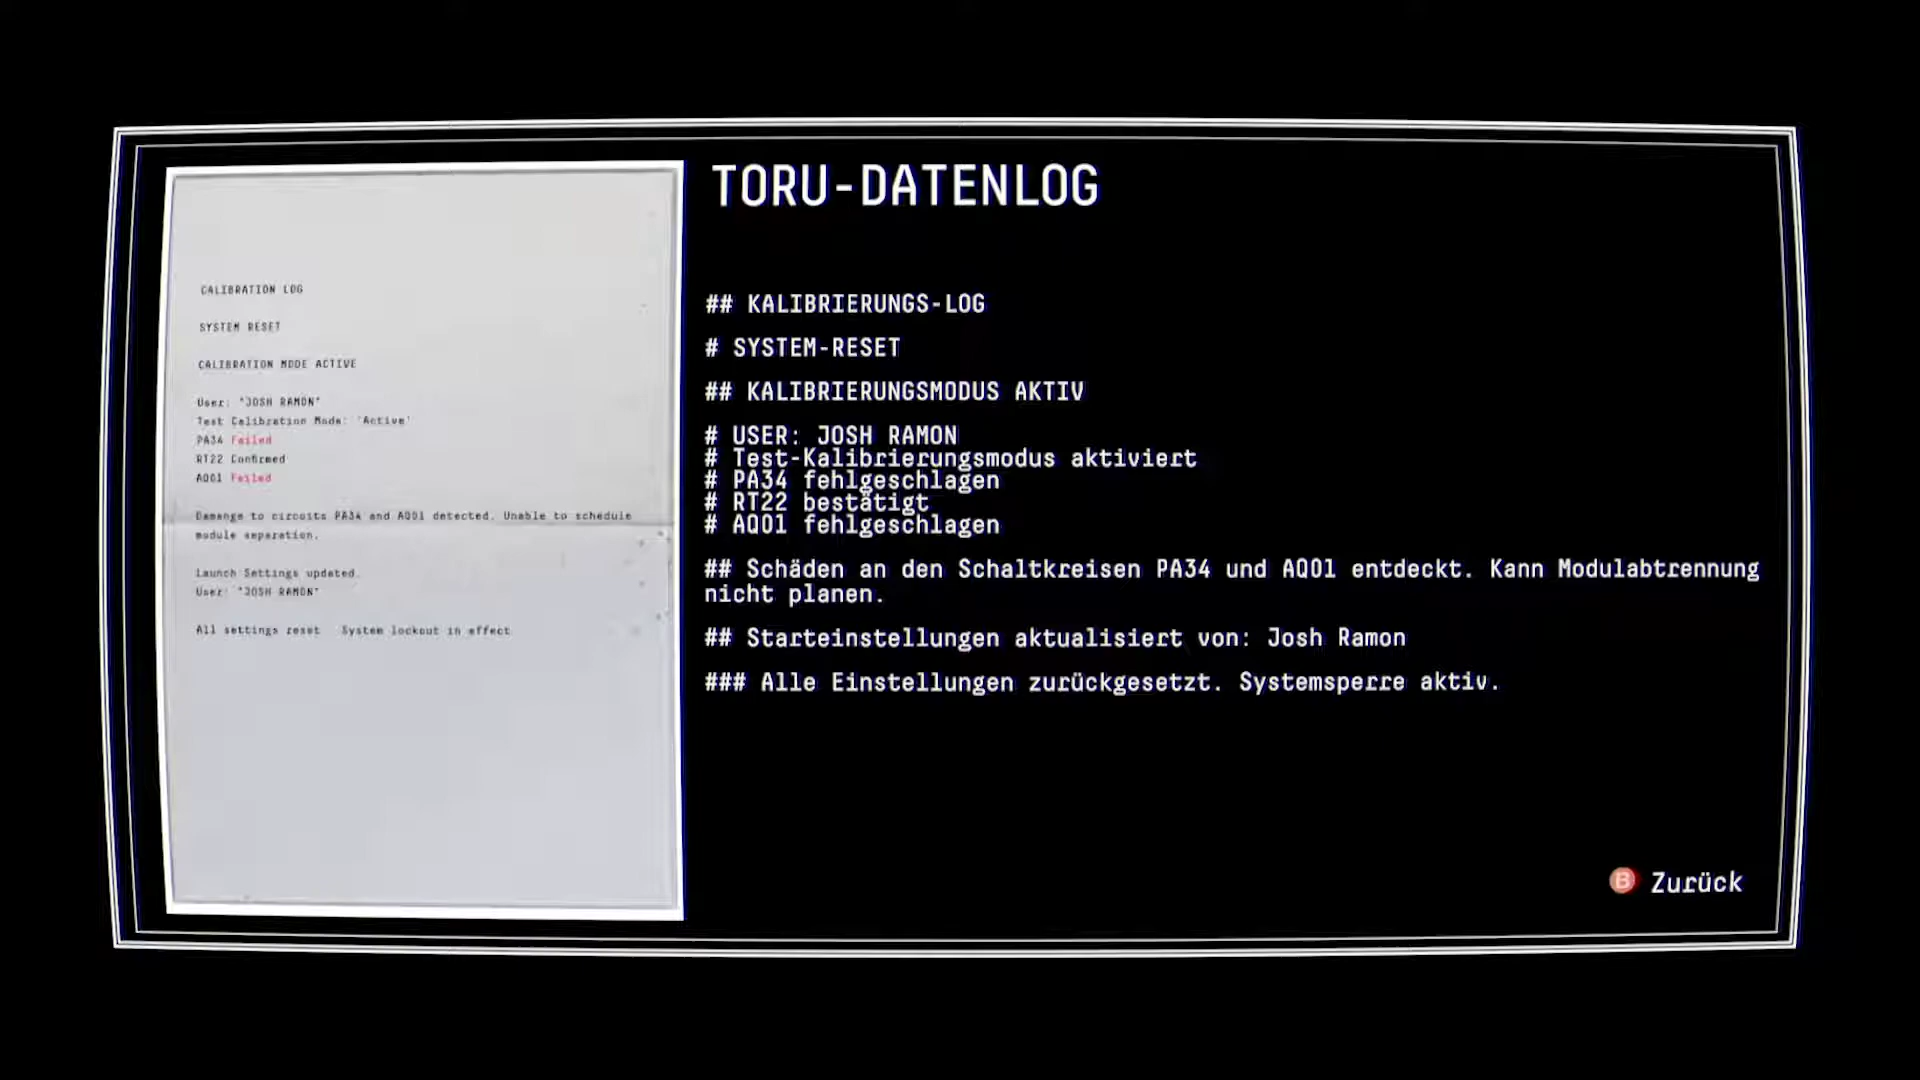 CALIBRATION LOG
SYSTEM RESET
CALIBRATION MODE ACTIVE
User: "JOSH RAMON"
Test Calibration Mode: 'Active'
PA34 Failed
RT22 Confirmed
AQ01 Failed
Damange to circuits PA34 and AQ01 detected. Unable to schedule
module separation.
Launch Settings updated.
User: "JOSH RAMON"
All settings reset System lockout in effect
TORU-DATENLOG
## KALIBRIERUNGS-LOG
# SYSTEM-RESET
## KALIBRIERUNGSMODUS AKTIV
# USER: JOSH RAMON
# Test-Kalibrierungsmodus aktiviert
# PA34 fehlgeschlagen
# RT22 bestätigt
# AQ01 fehlgeschlagen
## Schäden an den Schaltkreisen PA34 und AQ01 entdeckt. Kann Modulabtrennung
nicht planen.
## Starteinstellungen aktualisiert von: Josh Ramon
### Alle Einstellungen zurückgesetzt. Systemsperre aktiv.
B Zurück